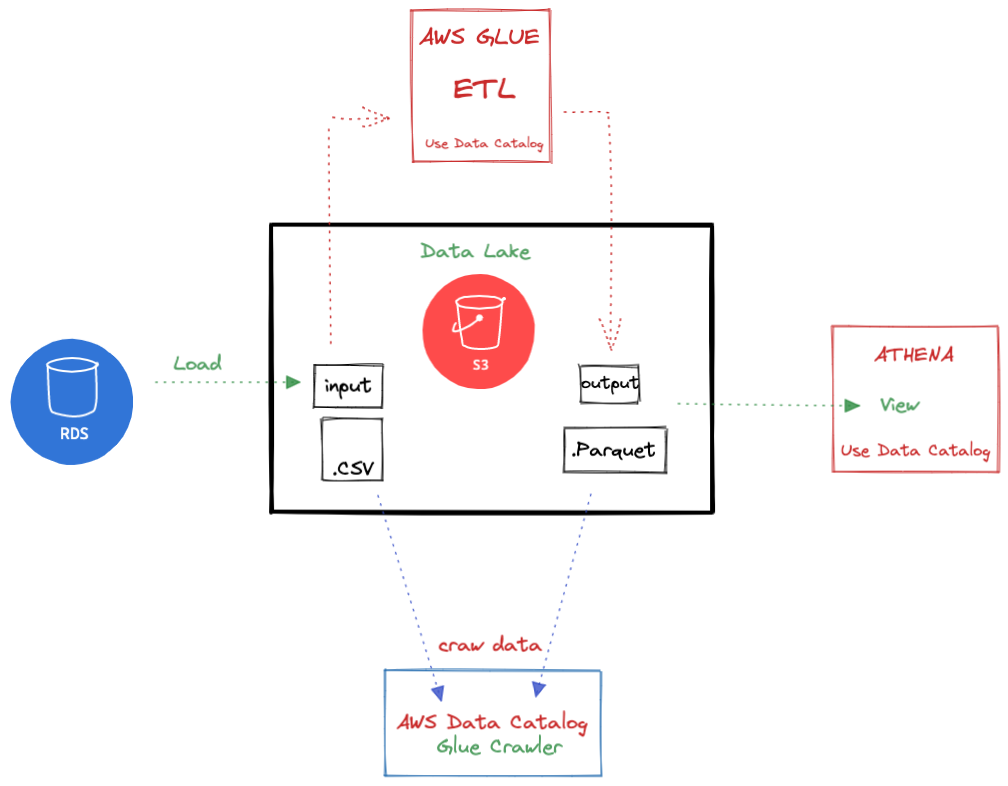 AWS GLUE
ETL
Use Data Catalog
Data Lake
S3
Load
RDS
input
.CSV
output
.Parquet
ATHENA
View
Use Data Catalog
craw data
AWS Data Catalog
Glue Crawler